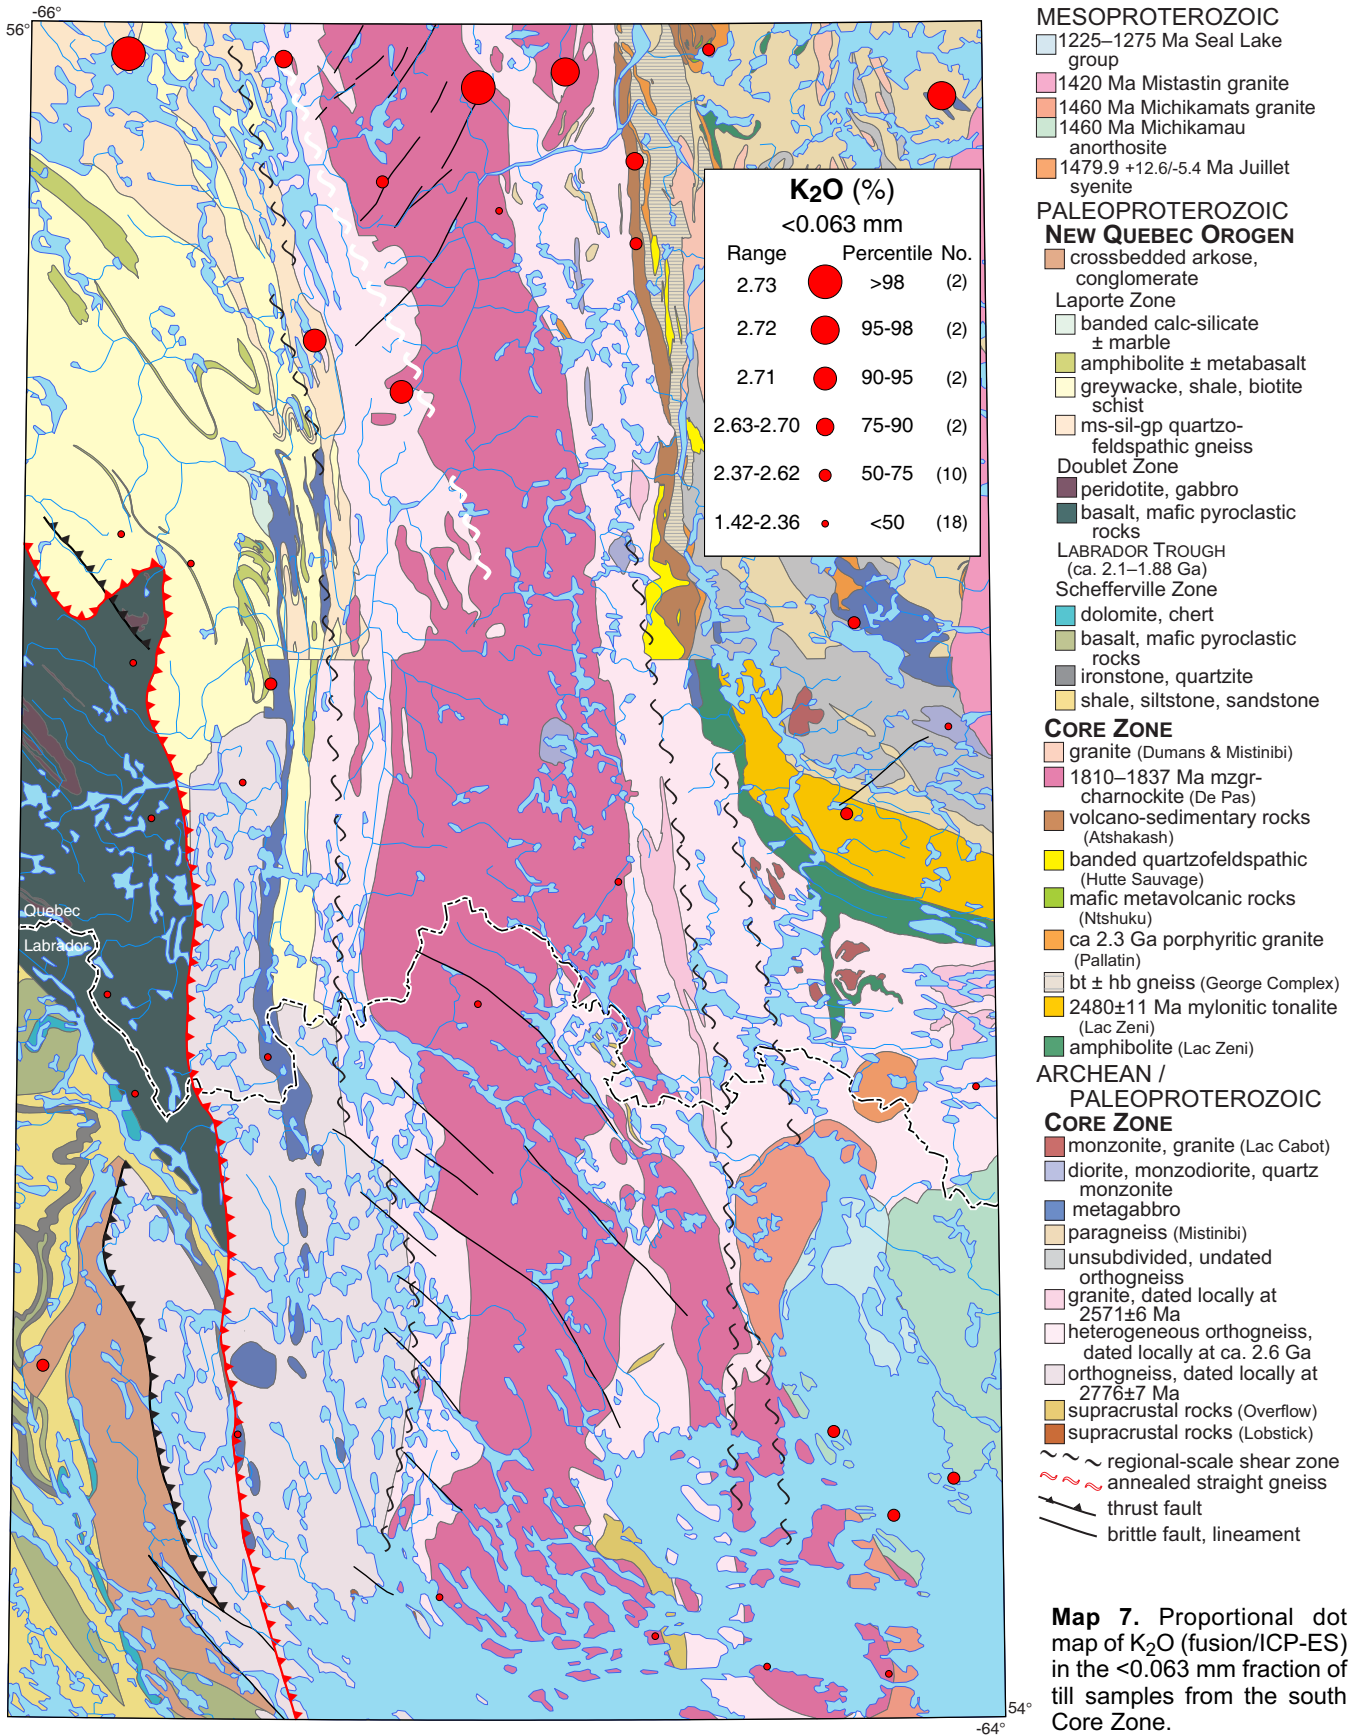 -66°
56°
K2O (%)
<0.063 mm
Range Percentile No.
2.73 >98 (2)
2.72 95-98 (2)
2.71 90-95 (2)
2.63-2.70 75-90 (2)
2.37-2.62 50-75 (10)
1.42-2.36 <50 (18)
Quebec
Labrador
54°
-64°
MESOPROTEROZOIC
1225–1275 Ma Seal Lake
group
1420 Ma Mistastin granite
1460 Ma Michikamats granite
1460 Ma Michikamau
anorthosite
1479.9 +12.6/-5.4 Ma Juillet
syenite
PALEOPROTEROZOIC
NEW QUEBEC OROGEN
crossbedded arkose,
conglomerate
Laporte Zone
banded calc-silicate
± marble
amphibolite ± metabasalt
greywacke, shale, biotite
schist
ms-sil-gp quartzo-
feldspathic gneiss
Doublet Zone
peridotite, gabbro
basalt, mafic pyroclastic
rocks
LABRADOR TROUGH
(ca. 2.1–1.88 Ga)
Schefferville Zone
dolomite, chert
basalt, mafic pyroclastic
rocks
ironstone, quartzite
shale, siltstone, sandstone
CORE ZONE
granite (Dumans & Mistinibi)
1810–1837 Ma mzgr-
charnockite (De Pas)
volcano-sedimentary rocks
(Atshakash)
banded quartzofeldspathic
(Hutte Sauvage)
mafic metavolcanic rocks
(Ntshuku)
ca 2.3 Ga porphyritic granite
(Pallatin)
bt ± hb gneiss (George Complex)
2480±11 Ma mylonitic tonalite
(Lac Zeni)
amphibolite (Lac Zeni)
ARCHEAN /
PALEOPROTEROZOIC
CORE ZONE
monzonite, granite (Lac Cabot)
diorite, monzodiorite, quartz
monzonite
metagabbro
paragneiss (Mistinibi)
unsubdivided, undated
orthogneiss
granite, dated locally at
2571±6 Ma
heterogeneous orthogneiss,
dated locally at ca. 2.6 Ga
orthogneiss, dated locally at
2776±7 Ma
supracrustal rocks (Overflow)
supracrustal rocks (Lobstick)
regional-scale shear zone
annealed straight gneiss
thrust fault
brittle fault, lineament
Map 7. Proportional dot
map of K2O (fusion/ICP-ES)
in the <0.063 mm fraction of
till samples from the south
Core Zone.